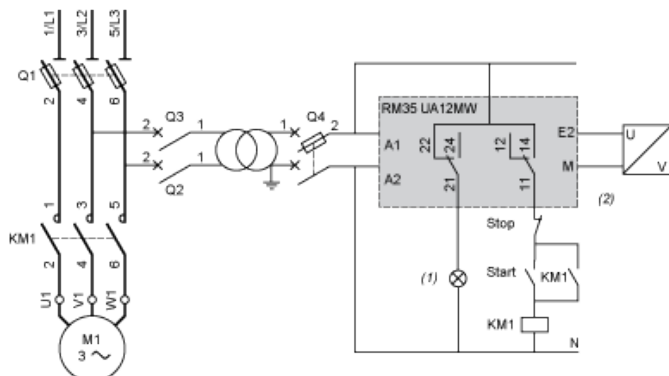 1/L1 3/L2 5/L3
Q1
2 4 6
Q3
2 1
2 1
Q2
1 Q4 2
RM35 UA12MW
A1
A2
22 24
21
12 14
11
E2
M
U
V
(2)
Stop
Start
KM1
KM1
(1)
N
1 3 5
KM1
2 4 6
U1 V1 W1
M1
3